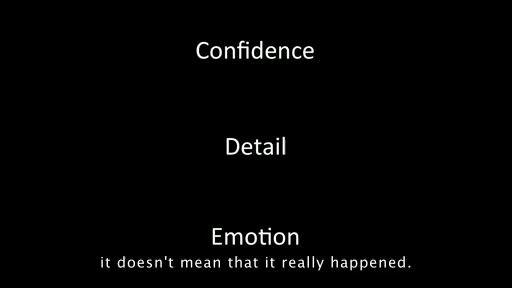 Confidence
Detail
Emotion
it doesn't mean that it really happened.